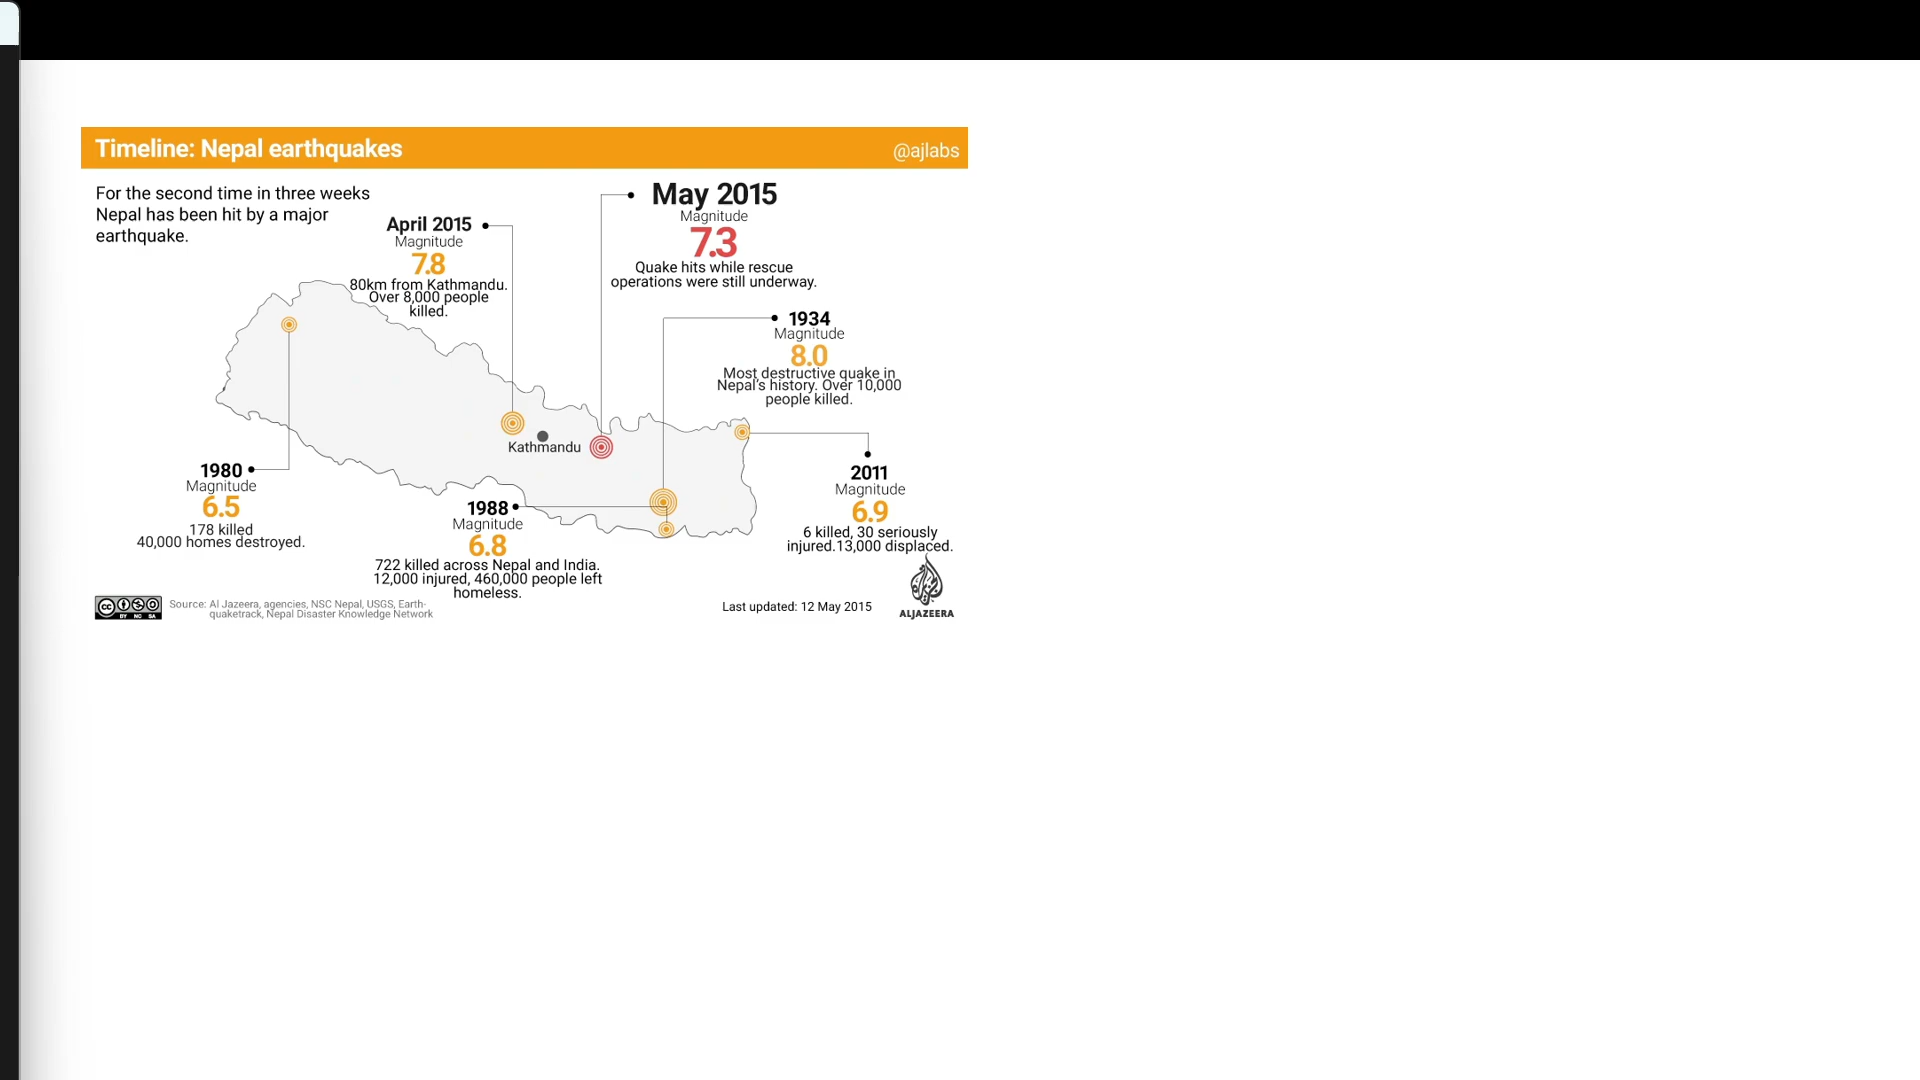 Timeline: Nepal earthquakes
@ajlabs
For the second time in three weeks
Nepal has been hit by a major
earthquake.
April 2015
Magnitude
7.8
80km from Kathmandu.
Over 8,000 people
killed.
May 2015
Magnitude
7.3
Quake hits while rescue
operations were still underway.
1934
Magnitude
8.0
Most destructive quake in
Nepal's history. Over 10,000
people killed.
Kathmandu
1980
Magnitude
6.5
178 killed
40,000 homes destroyed.
1988
Magnitude
6.8
722 killed across Nepal and India.
12,000 injured, 460,000 people left
homeless.
2011
Magnitude
6.9
6 killed, 30 seriously
injured.13,000 displaced.
cc BY NC SA
Source: Al Jazeera, agencies, NSC Nepal, USGS, Earth-
quaketrack, Nepal Disaster Knowledge Network
Last updated: 12 May 2015
ALJAZEERA